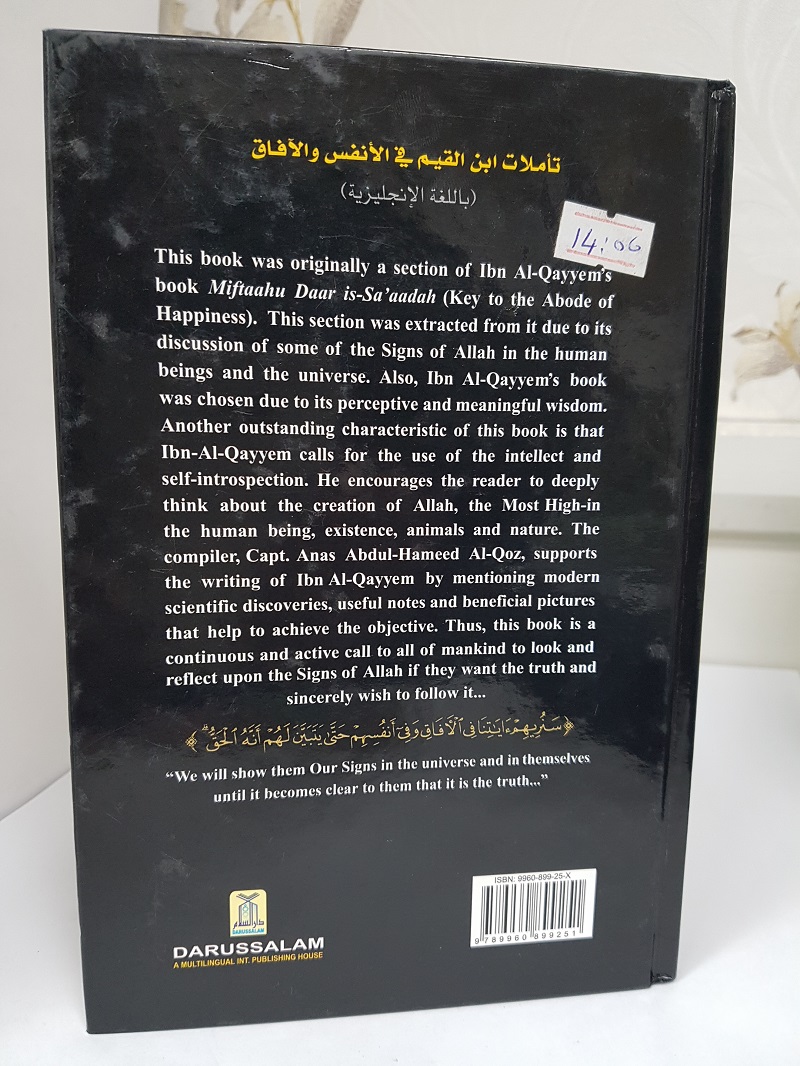 تأملات ابن القيم في الأنفس والآفاق
(باللغة الإنجليزية)
14:06
This book was originally a section of Ibn Al-Qayyem's
book Miftaahu Daar is-Sa'aadah (Key to the Abode of
Happiness). This section was extracted from it due to its
discussion of some of the Signs of Allah in the human
beings and the universe. Also, Ibn Al-Qayyem's book
was chosen due to its perceptive and meaningful wisdom.
Another outstanding characteristic of this book is that
Ibn-Al-Qayyem calls for the use of the intellect and
self-introspection. He encourages the reader to deeply
think about the creation of Allah, the Most High-in
the human being, existence, animals and nature. The
compiler, Capt. Anas Abdul-Hameed Al-Qoz, supports
the writing of Ibn Al-Qayyem by mentioning modern
scientific discoveries, useful notes and beneficial pictures
that help to achieve the objective. Thus, this book is a
continuous and active call to all of mankind to look and
reflect upon the Signs of Allah if they want the truth and
sincerely wish to follow it...
﴿سَنُرِيهِمْ ءَايَٰتِنَا فِى ٱلْأَفَاقِ وَفِىٓ أَنفُسِهِمْ حَتَّىٰ يَتَبَيَّنَ لَهُمْ أَنَّهُ ٱلْحَقُّ ۗ﴾
"We will show them Our Signs in the universe and in themselves
until it becomes clear to them that it is the truth..."
ISBN: 9960-899-25-X
9 789960 899251
دارالسلام
DARUSSALAM
DARUSSALAM
A MULTILINGUAL INT. PUBLISHING HOUSE